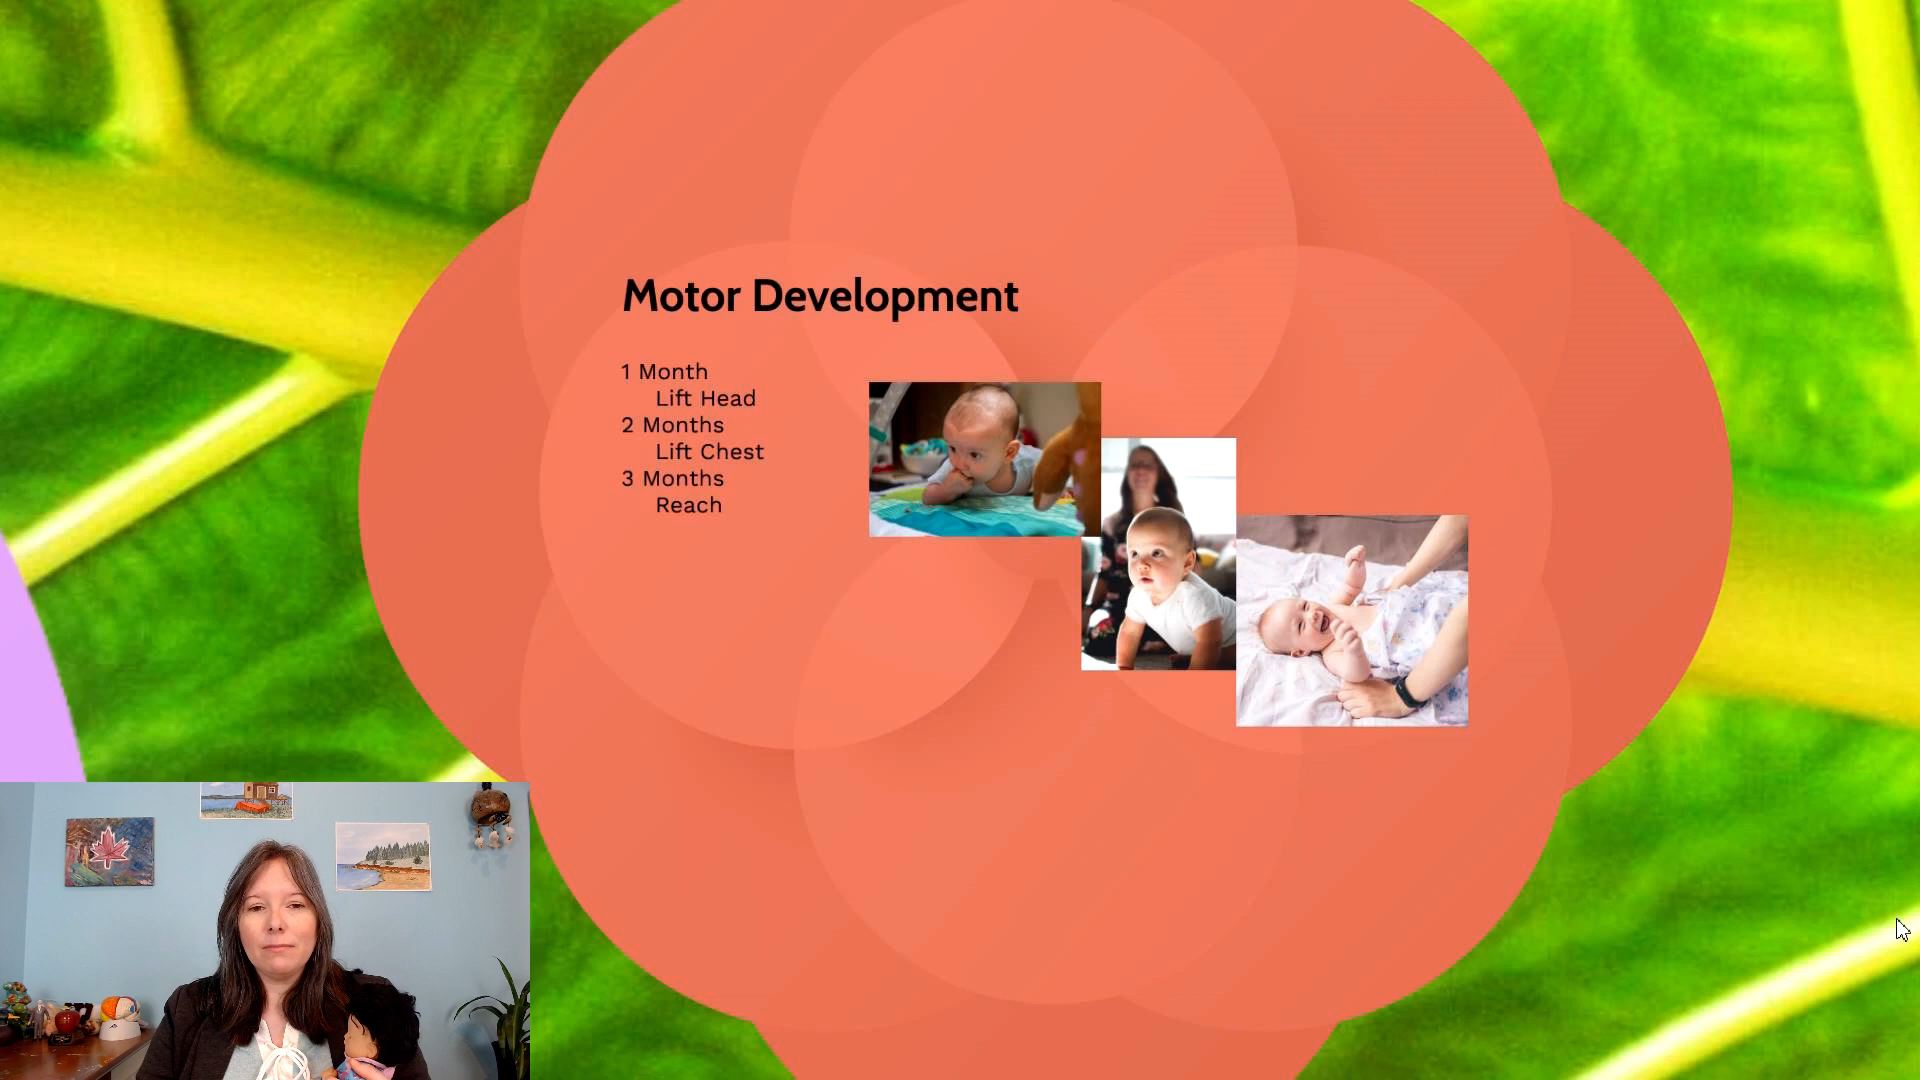 Motor Development
1 Month
Lift Head
2 Months
Lift Chest
3 Months
Reach